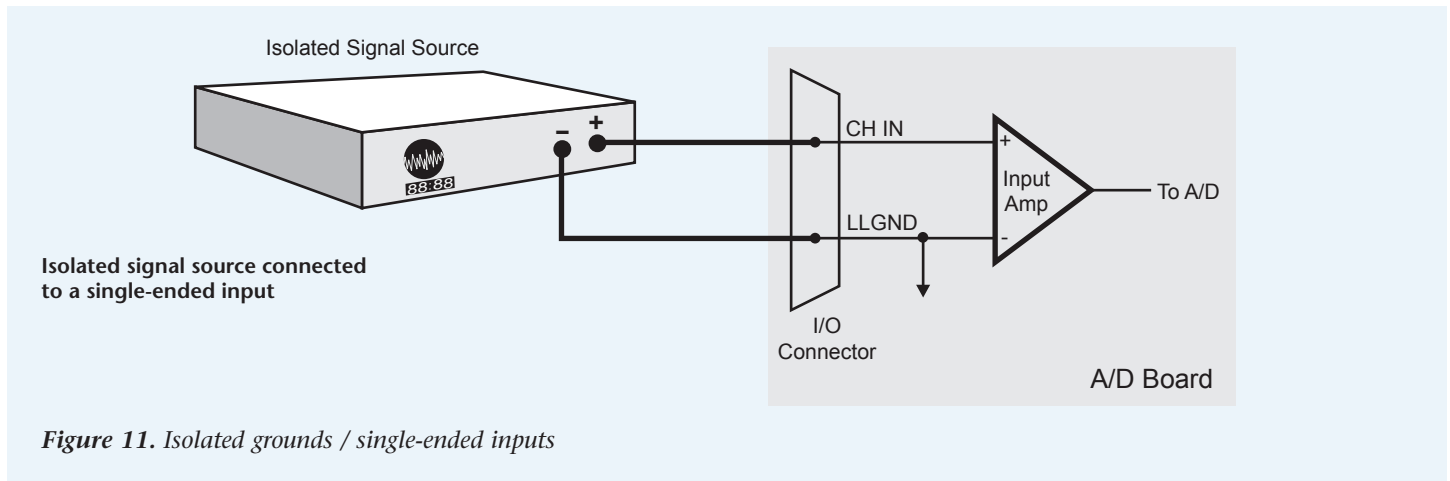 Isolated Signal Source
- +
88:88
CH IN
+
Input
Amp
To A/D
LLGND
-
Isolated signal source connected
to a single-ended input
I/O
Connector
A/D Board
Figure 11. Isolated grounds / single-ended inputs